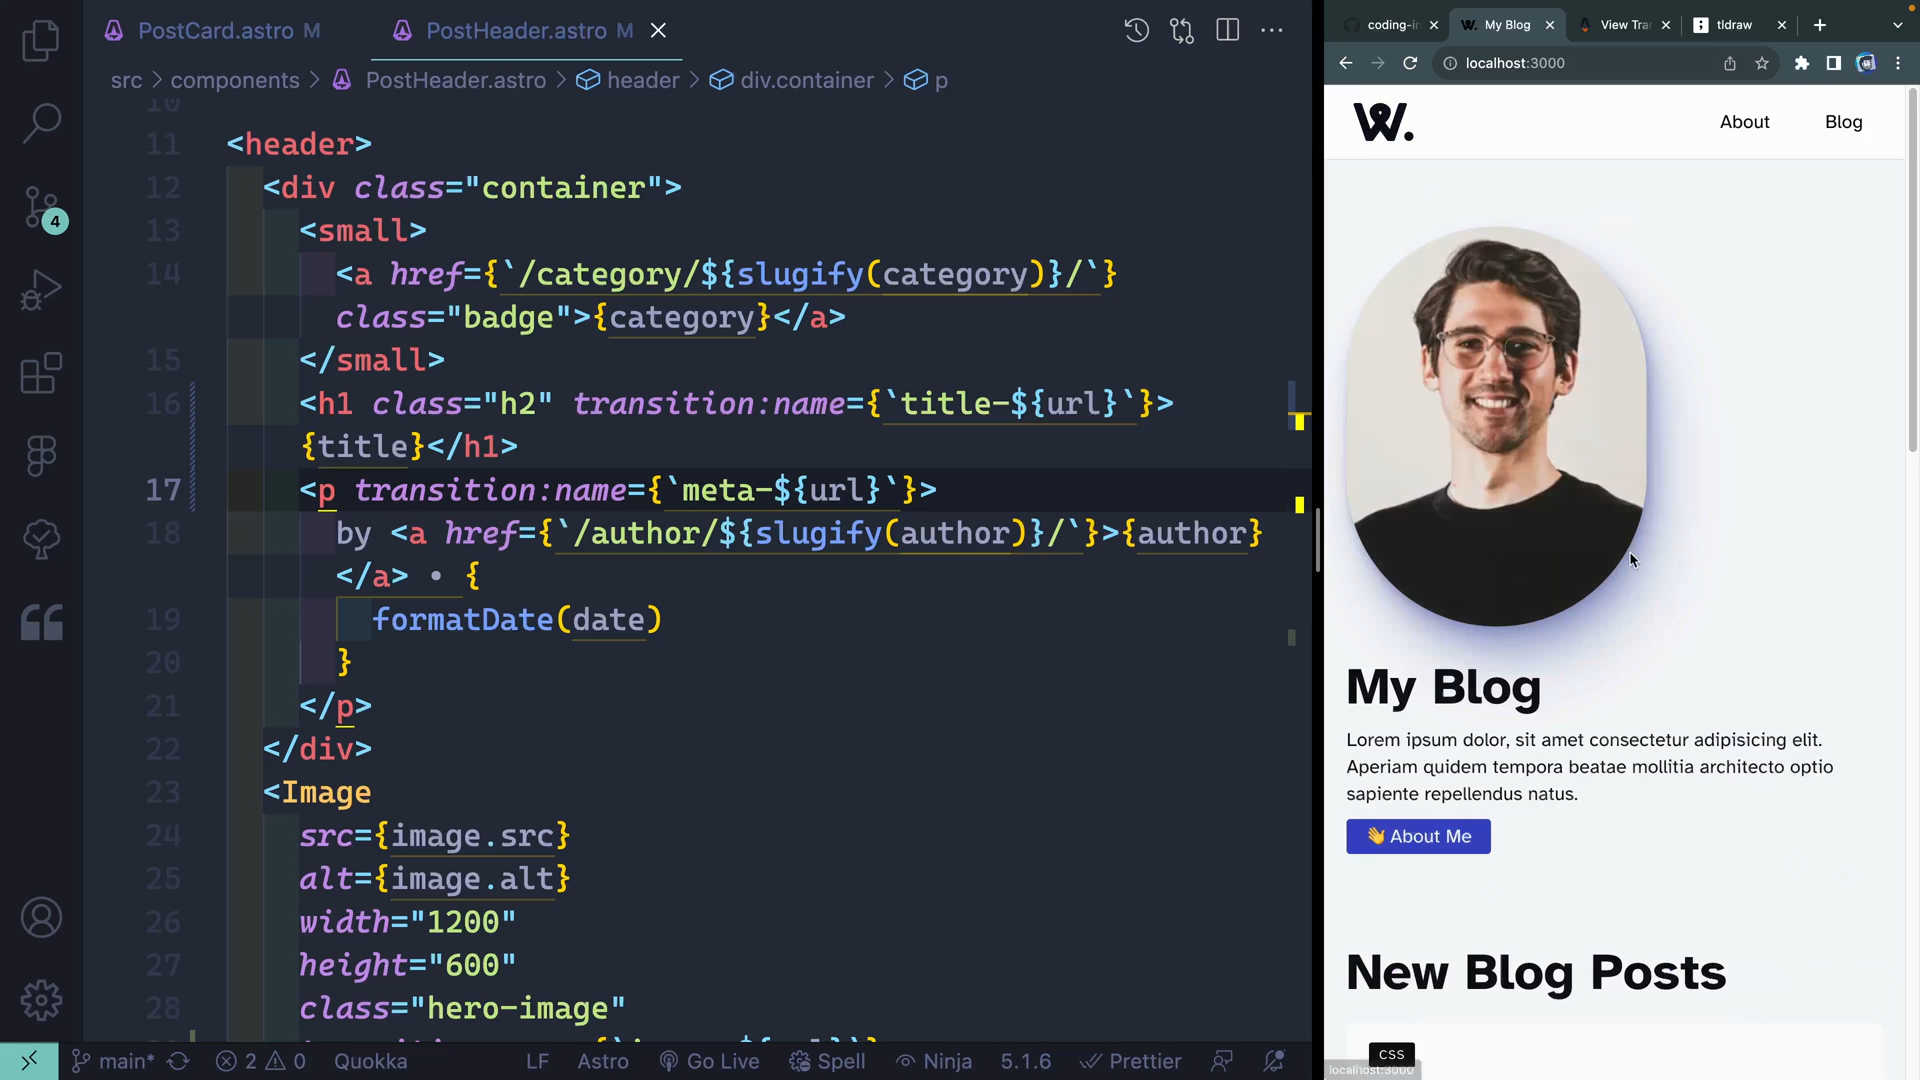 PostCard.astro M
PostHeader.astro M
src > components > PostHeader.astro > header > div.container > p
10
11 <header>
12 <div class="container">
13 <small>
14 <a href={`/category/${slugify(category)}/`}
class="badge">{category}</a>
15 </small>
16 <h1 class="h2" transition:name={`title-${url}`}>
{title}</h1>
17 <p transition:name={`meta-${url}`}>
18 by <a href={`/author/${slugify(author)}/`}>{author}
</a> • {
19 formatDate(date)
20 }
21 </p>
22 </div>
23 <Image
24 src={image.src}
25 alt={image.alt}
26 width="1200"
27 height="600"
28 class="hero-image"
4
main* 2 0 Quokka LF Astro Go Live Spell Ninja 5.1.6 Prettier
coding-in
W. My Blog
View Tra
tldraw
localhost:3000
W.
About
Blog
My Blog
Lorem ipsum dolor, sit amet consectetur adipisicing elit.
Aperiam quidem tempora beatae mollitia architecto optio
sapiente repellendus natus.
👋 About Me
New Blog Posts
CSS
localhost:3000